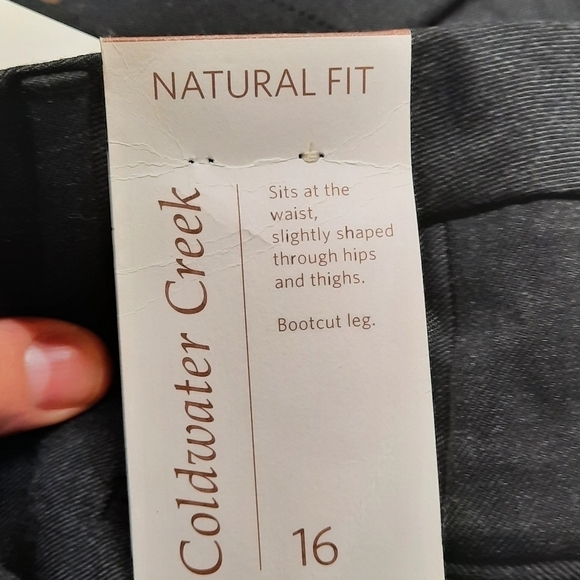 NATURAL FIT
Coldwater Creek
Sits at the
waist,
slightly shaped
through hips
and thighs.
Bootcut leg.
16